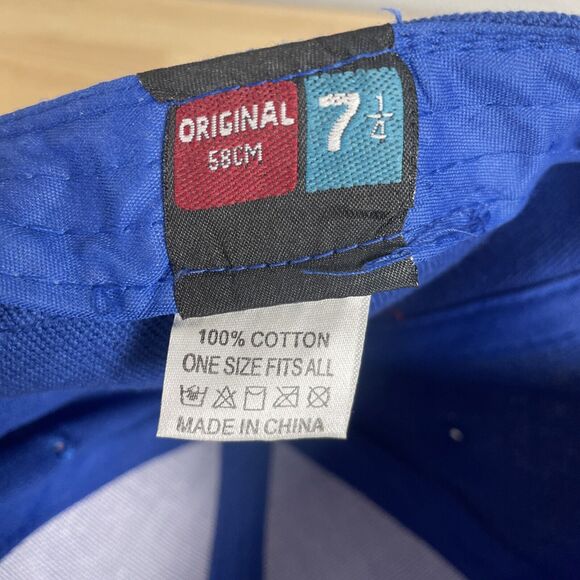 ORIGINAL
58CM
7 1/4
100% COTTON
ONE SIZE FITS ALL
MADE IN CHINA